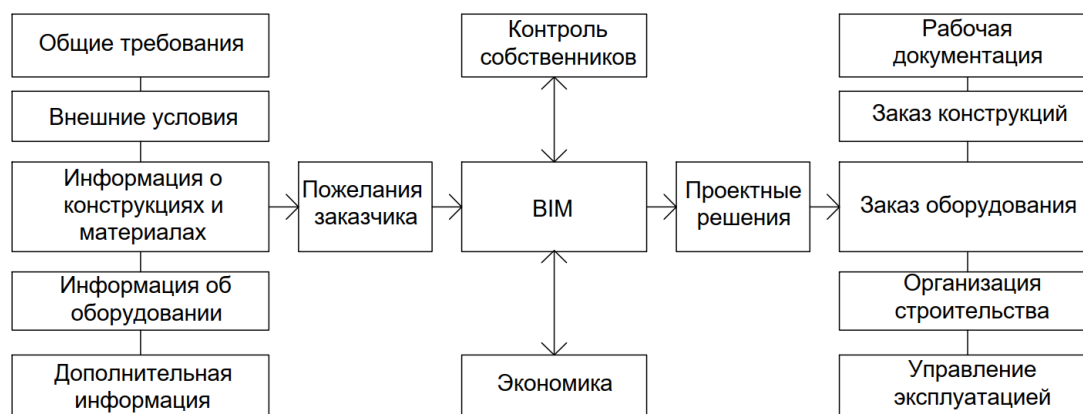 Общие требования
Внешние условия
Информация о
конструкциях и
материалах
Информация об
оборудовании
Дополнительная
информация
Пожелания
заказчика
Контроль
собственников
BIM
Экономика
Проектные
решения
Рабочая
документация
Заказ конструкций
Заказ оборудования
Организация
строительства
Управление
эксплуатацией